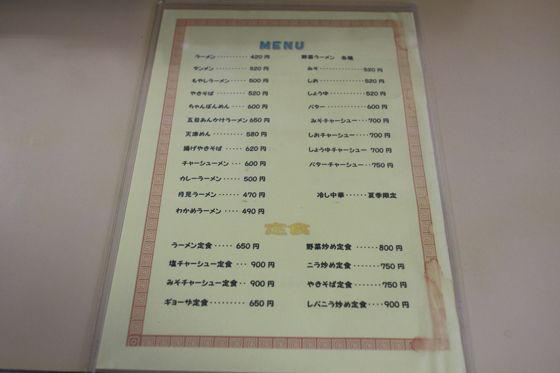 MENU
ラーメン・・・・・・・・・・420円
タンメン・・・・・・・・・・520円
もやしラーメン・・・・・500円
やきそば・・・・・・・・・・520円
ちゃんぽんめん・・・・600円
五目あんかけラーメン650円
天津めん・・・・・・・・・580円
揚げやきそば・・・・・620円
チャーシューメン・・・600円
カレーラーメン・・・・・500円
月見ラーメン・・・・・・470円
わかめラーメン・・・・490円
野菜ラーメン 各種
みそ・・・・・・・・・・・・520円
しお・・・・・・・・・・・・520円
しょうゆ・・・・・・・・・520円
バター・・・・・・・・・・600円
みそチャーシュー・・・700円
しおチャーシュー・・・・700円
しょうゆチャーシュー 700円
バターチャーシュー・・750円
冷し中華・・・・・・夏季限定
定食
ラーメン定食・・・・・650円
塩チャーシュー定食・・・900円
みそチャーシュー定食・・900円
ギョーザ定食・・・・・・・・・650円
野菜炒め定食・・・・・・800円
ニラ炒め定食・・・・・・・750円
やきそば定食・・・・・・・750円
レバニラ炒め定食・・・・900円